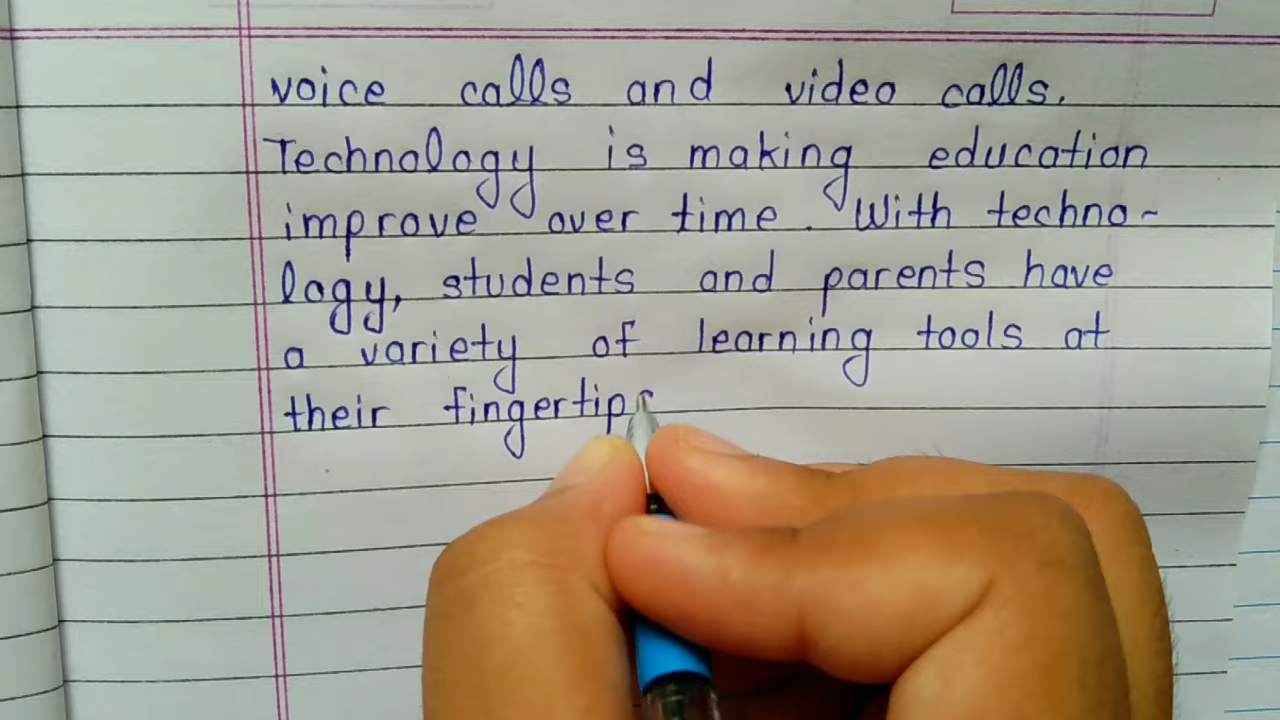 voice calls and video calls.
Technology is making education
improve over time. With techno-
logy, students and parents have
a variety of learning tools at
their fingertips